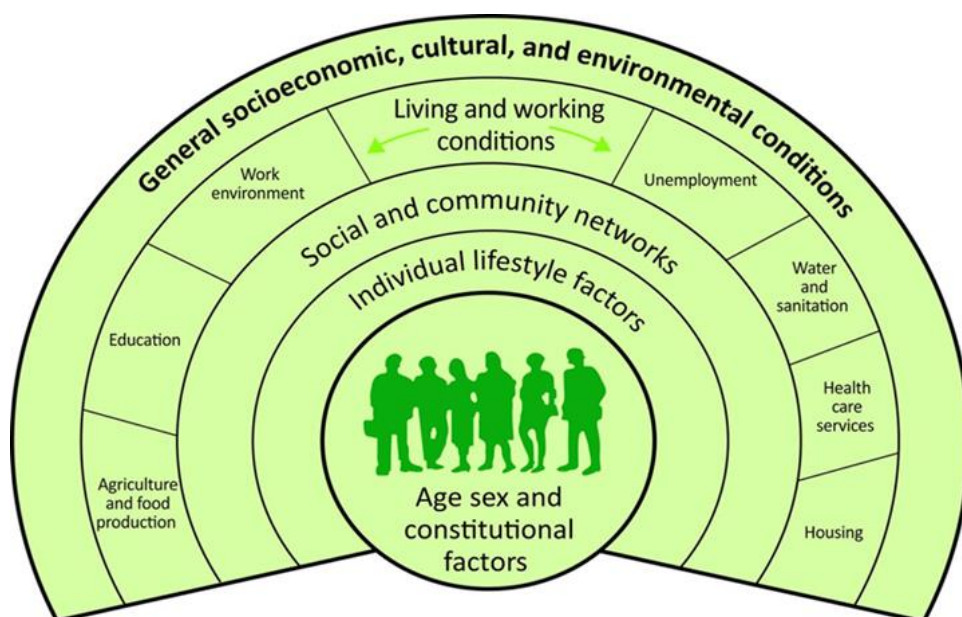 General socioeconomic, cultural, and environmental conditions
Living and working
conditions
Work
environment
Unemployment
Social and community networks
Individual lifestyle factors
Education
Water
and
sanitation
Agriculture
and food
production
Health
care
services
Housing
Age sex and
constitutional
factors